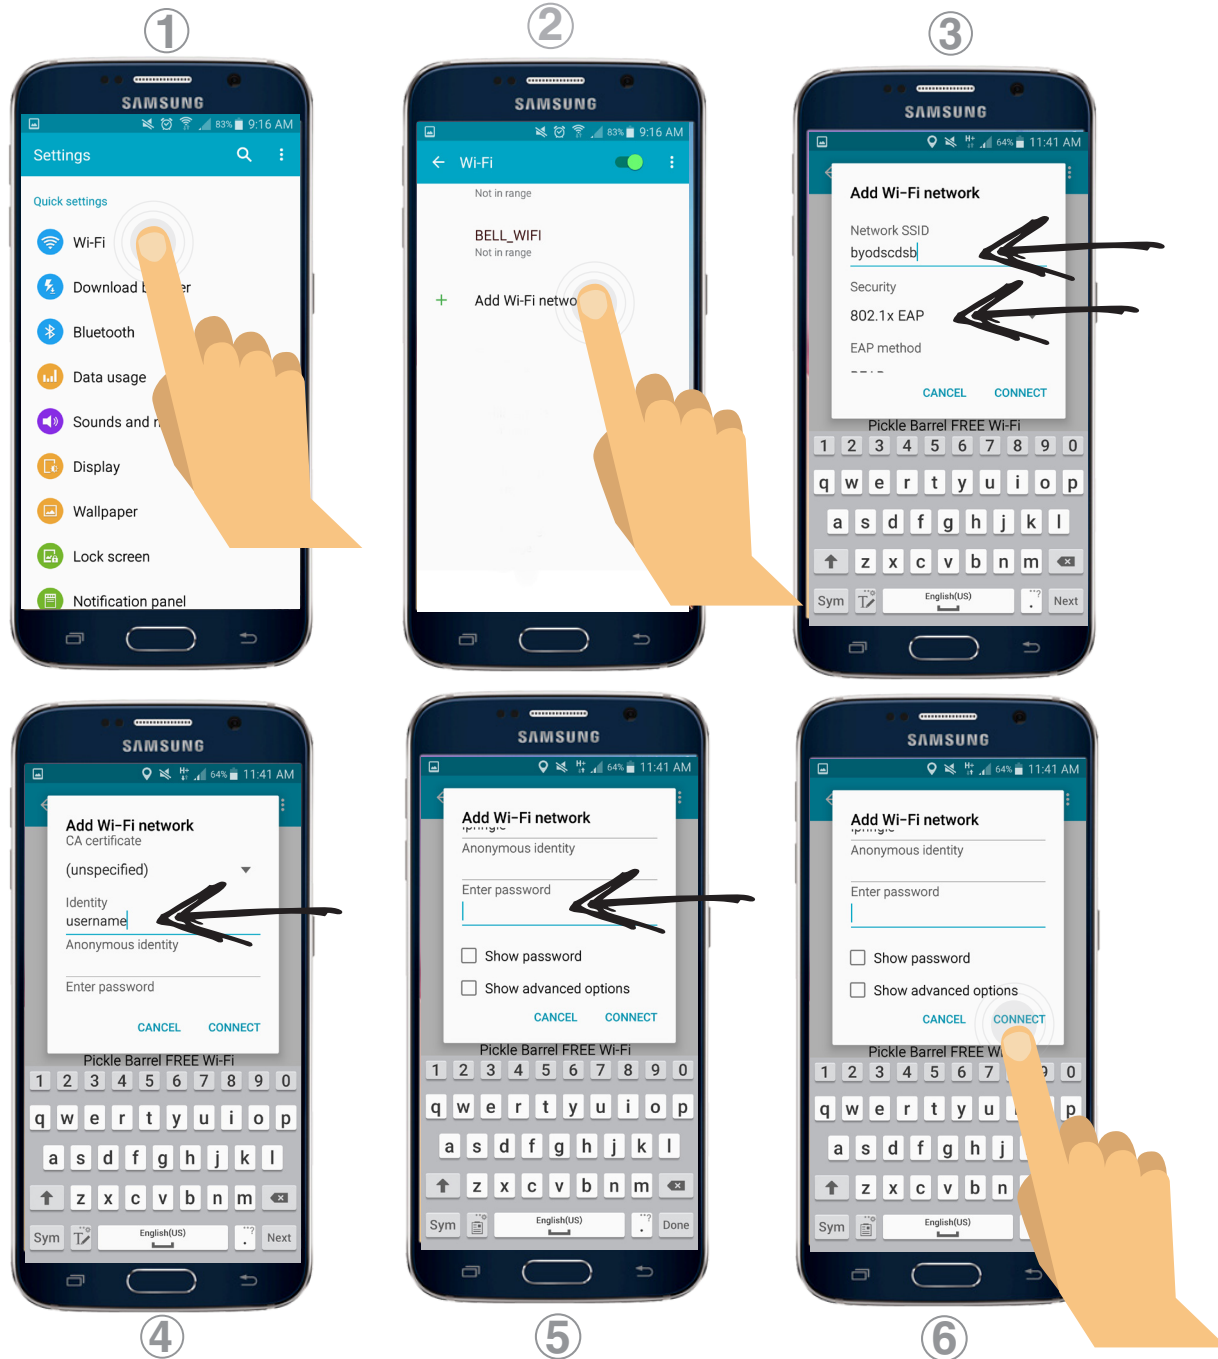 1
SAMSUNG
83% 9:16 AM
Settings
Quick settings
Wi-Fi
Download b er
Bluetooth
Data usage
Sounds and n
Display
Wallpaper
Lock screen
Notification panel
2
SAMSUNG
83% 9:16 AM
Wi-Fi
Not in range
BELL_WIFI
Not in range
+ Add Wi-Fi netwo
3
SAMSUNG
H+ 64% 11:41 AM
Add Wi-Fi network
Network SSID
byodscdsb
Security
802.1x EAP
EAP method
CANCEL CONNECT
Pickle Barrel FREE Wi-Fi
1 2 3 4 5 6 7 8 9 0
q w e r t y u i o p
a s d f g h j k l
z x c v b n m
Sym English(US) . Next
SAMSUNG
H+ 64% 11:41 AM
Add Wi-Fi network
CA certificate
(unspecified)
Identity
username
Anonymous identity
Enter password
CANCEL CONNECT
Pickle Barrel FREE Wi-Fi
1 2 3 4 5 6 7 8 9 0
q w e r t y u i o p
a s d f g h j k l
z x c v b n m
Sym English(US) . Next
4
SAMSUNG
H+ 64% 11:41 AM
Add Wi-Fi network
Anonymous identity
Enter password
Show password
Show advanced options
CANCEL CONNECT
Pickle Barrel FREE Wi-Fi
1 2 3 4 5 6 7 8 9 0
q w e r t y u i o p
a s d f g h j k l
z x c v b n m
Sym English(US) . Done
5
SAMSUNG
H+ 64% 11:41 AM
Add Wi-Fi network
Anonymous identity
Enter password
Show password
Show advanced options
CANCEL CONNECT
Pickle Barrel FREE W
1 2 3 4 5 6 7 9 0
q w e r t y u p
a s d f g h j
z x c v b n
Sym English(US)
6